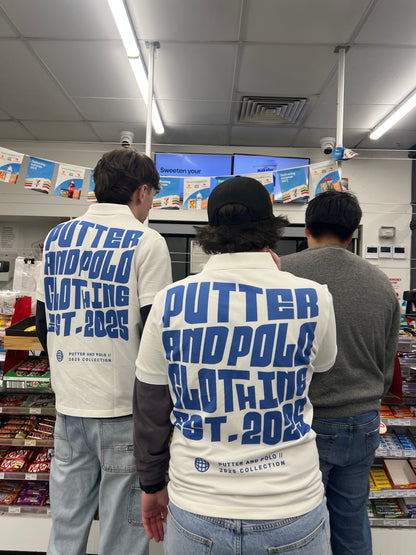 Sweeten your
PUTTER
AND POLO
CLOTHING
EST. 2025
PUTTER AND POLO //
2025 COLLECTION
PUTTER
AND POLO
CLOTHING
EST. 2025
PUTTER AND POLO //
2025 COLLECTION